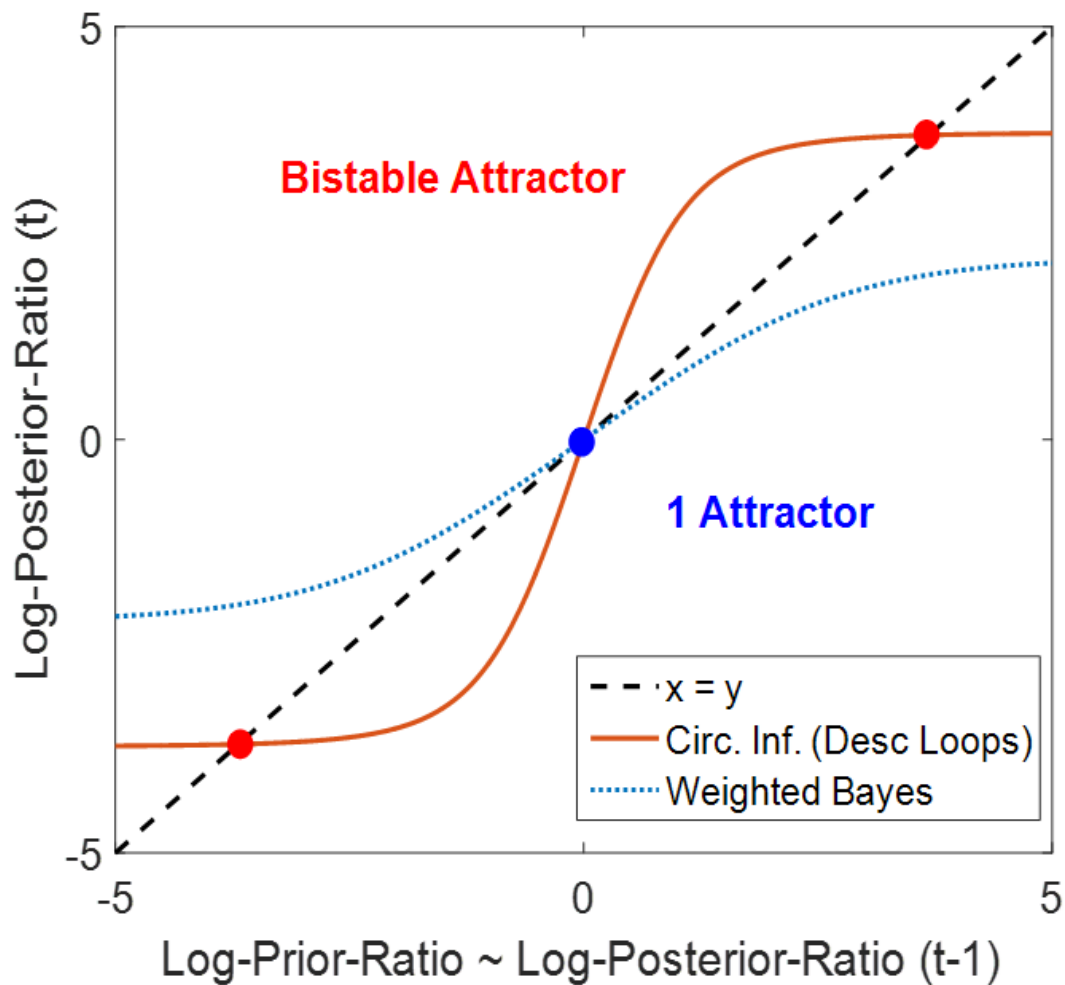 5
Bistable Attractor
Log-Posterior-Ratio (t)
0
1 Attractor
x = y
Circ. Inf. (Desc Loops)
Weighted Bayes
-5
-5 0 5
Log-Prior-Ratio ~ Log-Posterior-Ratio (t-1)